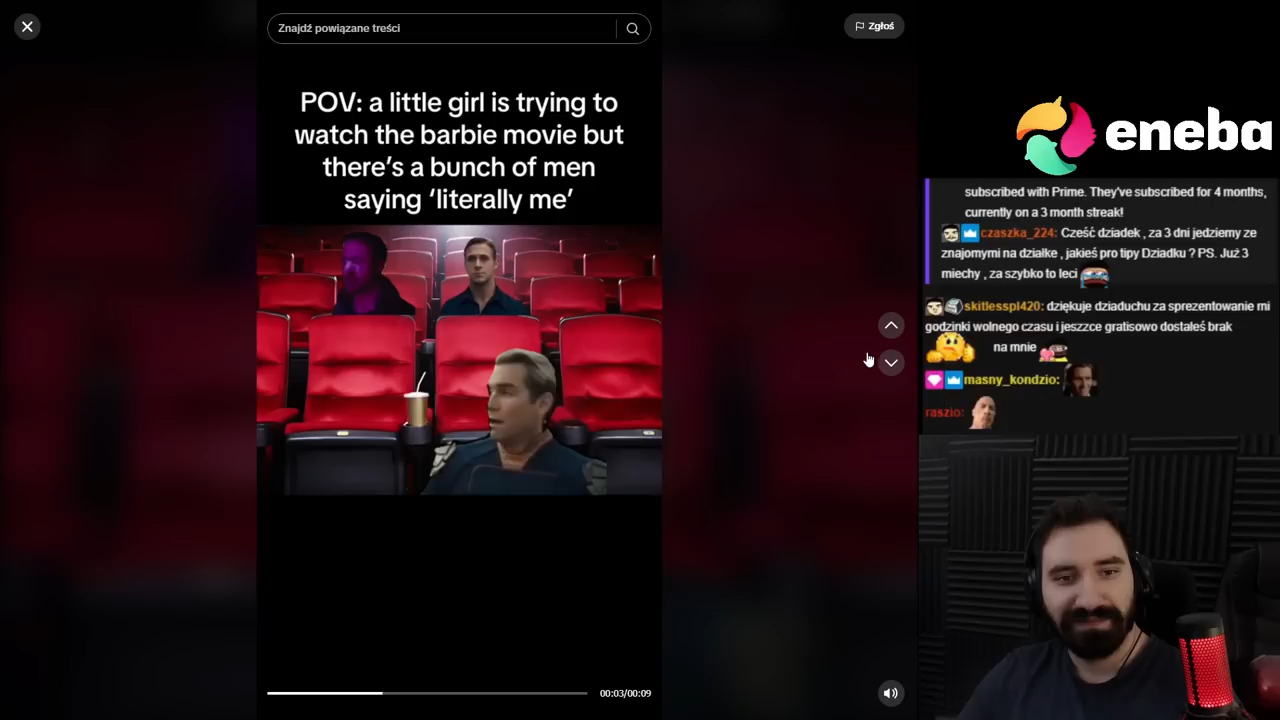 Znajdź powiązane treści
Zgłoś
POV: a little girl is trying to
watch the barbie movie but
there's a bunch of men
saying 'literally me'
00:03/00:09
eneba
subscribed with Prime. They've subscribed for 4 months,
currently on a 3 month streak!
czaszka_224: Cześć dziadek , za 3 dni jedziemy ze
znajomymi na działke , jakieś pro tipy Dziadku ? PS. Już 3
miechy , za szybko to leci
skitlesspl420: dziękuje dziaduchu za sprezentowanie mi
godzinki wolnego czasu i jeszcze gratisowo dostałeś brak
na mnie
masny_kondzio:
raszio: